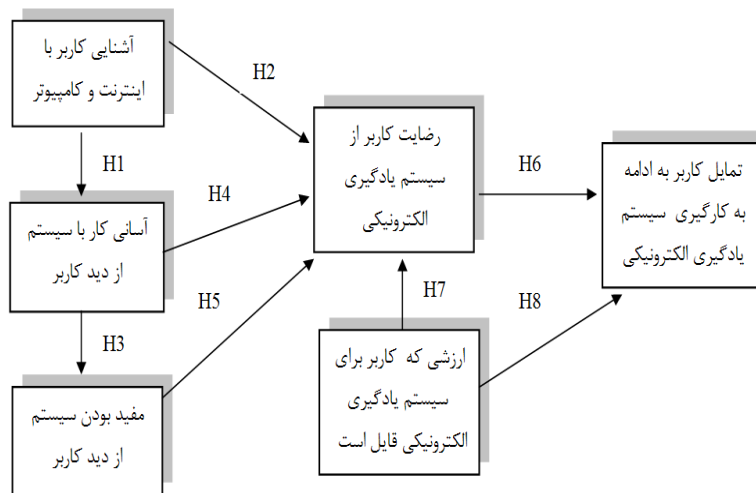 آشنایی کاربر با
اینترنت و کامپیوتر
H2
رضایت کاربر از
سیستم یادگیری
الکترونیکی
H1
H4
H6
تمایل کاربر به ادامه
به کارگیری سیستم
یادگیری الکترونیکی
آسانی کار با سیستم
از دید کاربر
H5
H7
H8
H3
ارزشی که کاربر برای
سیستم یادگیری
الکترونیکی قایل است
مفید بودن سیستم
از دید کاربر